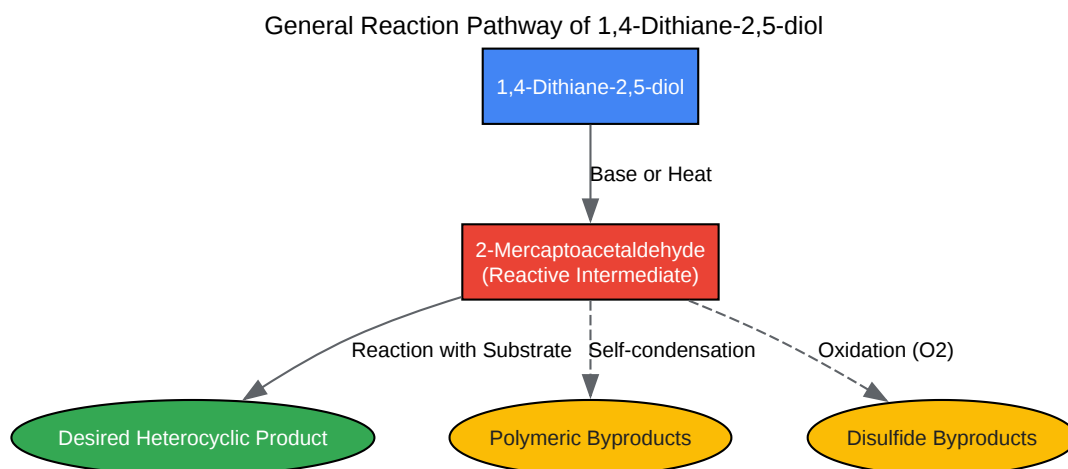 General Reaction Pathway of 1,4-Dithiane-2,5-diol
1,4-Dithiane-2,5-diol
Base or Heat
2-Mercaptoacetaldehyde
(Reactive Intermediate)
Reaction with Substrate
Self-condensation
Oxidation (O2)
Desired Heterocyclic Product
Polymeric Byproducts
Disulfide Byproducts